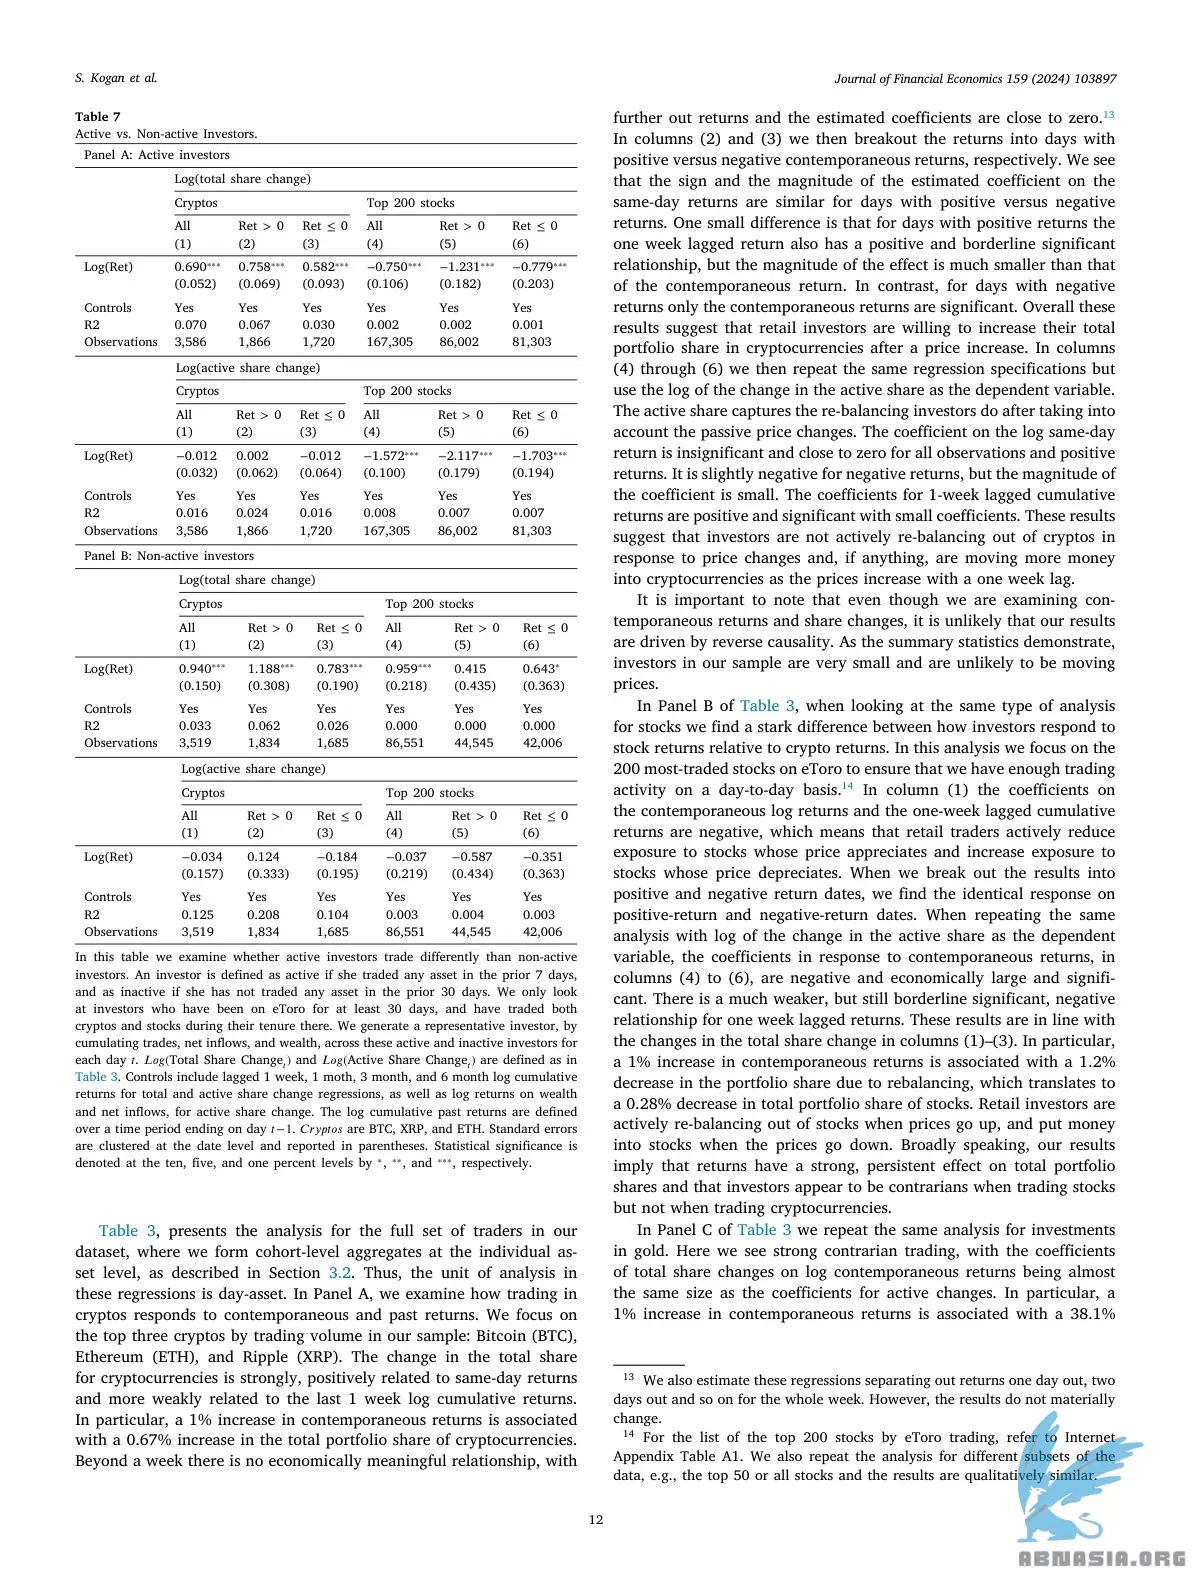 S. Kogan et al.
Journal of Financial Economics 159 (2024) 103897
Table 7
Active vs. Non-active Investors.
Panel A: Active investors
Log(total share change)
Cryptos Top 200 stocks
All Ret > 0 Ret ≤ 0 All Ret > 0 Ret ≤ 0
(1) (2) (3) (4) (5) (6)
Log(Ret) 0.690*** 0.758*** 0.582*** −0.750*** −1.231*** −0.779***
(0.052) (0.069) (0.093) (0.106) (0.182) (0.203)
Controls Yes Yes Yes Yes Yes Yes
R2 0.070 0.067 0.030 0.002 0.002 0.001
Observations 3,586 1,866 1,720 167,305 86,002 81,303
Log(active share change)
Cryptos Top 200 stocks
All Ret > 0 Ret ≤ 0 All Ret > 0 Ret ≤ 0
(1) (2) (3) (4) (5) (6)
Log(Ret) −0.012 0.002 −0.012 −1.572*** −2.117*** −1.703***
(0.032) (0.062) (0.064) (0.100) (0.179) (0.194)
Controls Yes Yes Yes Yes Yes Yes
R2 0.016 0.024 0.016 0.008 0.007 0.007
Observations 3,586 1,866 1,720 167,305 86,002 81,303
Panel B: Non-active investors
Log(total share change)
Cryptos Top 200 stocks
All Ret > 0 Ret ≤ 0 All Ret > 0 Ret ≤ 0
(1) (2) (3) (4) (5) (6)
Log(Ret) 0.940*** 1.188*** 0.783*** 0.959*** 0.415 0.643*
(0.150) (0.308) (0.190) (0.218) (0.435) (0.363)
Controls Yes Yes Yes Yes Yes Yes
R2 0.033 0.062 0.026 0.000 0.000 0.000
Observations 3,519 1,834 1,685 86,551 44,545 42,006
Log(active share change)
Cryptos Top 200 stocks
All Ret > 0 Ret ≤ 0 All Ret > 0 Ret ≤ 0
(1) (2) (3) (4) (5) (6)
Log(Ret) −0.034 0.124 −0.184 −0.037 −0.587 −0.351
(0.157) (0.333) (0.195) (0.219) (0.434) (0.363)
Controls Yes Yes Yes Yes Yes Yes
R2 0.125 0.208 0.104 0.003 0.004 0.003
Observations 3,519 1,834 1,685 86,551 44,545 42,006
In this table we examine whether active investors trade differently than non-active
investors. An investor is defined as active if she traded any asset in the prior 7 days,
and as inactive if she has not traded any asset in the prior 30 days. We only look
at investors who have been on eToro for at least 30 days, and have traded both
cryptos and stocks during their tenure there. We generate a representative investor, by
cumulating trades, net inflows, and wealth, across these active and inactive investors for
each day t. Log(Total Share Changeₜ) and Log(Active Share Changeₜ) are defined as in
Table 3. Controls include lagged 1 week, 1 moth, 3 month, and 6 month log cumulative
returns for total and active share change regressions, as well as log returns on wealth
and net inflows, for active share change. The log cumulative past returns are defined
over a time period ending on day t−1. Cryptos are BTC, XRP, and ETH. Standard errors
are clustered at the date level and reported in parentheses. Statistical significance is
denoted at the ten, five, and one percent levels by *, **, and ***, respectively.
Table 3, presents the analysis for the full set of traders in our
dataset, where we form cohort-level aggregates at the individual as-
set level, as described in Section 3.2. Thus, the unit of analysis in
these regressions is day-asset. In Panel A, we examine how trading in
cryptos responds to contemporaneous and past returns. We focus on
the top three cryptos by trading volume in our sample: Bitcoin (BTC),
Ethereum (ETH), and Ripple (XRP). The change in the total share
for cryptocurrencies is strongly, positively related to same-day returns
and more weakly related to the last 1 week log cumulative returns.
In particular, a 1% increase in contemporaneous returns is associated
with a 0.67% increase in the total portfolio share of cryptocurrencies.
Beyond a week there is no economically meaningful relationship, with
further out returns and the estimated coefficients are close to zero.¹³
In columns (2) and (3) we then breakout the returns into days with
positive versus negative contemporaneous returns, respectively. We see
that the sign and the magnitude of the estimated coefficient on the
same-day returns are similar for days with positive versus negative
returns. One small difference is that for days with positive returns the
one week lagged return also has a positive and borderline significant
relationship, but the magnitude of the effect is much smaller than that
of the contemporaneous return. In contrast, for days with negative
returns only the contemporaneous returns are significant. Overall these
results suggest that retail investors are willing to increase their total
portfolio share in cryptocurrencies after a price increase. In columns
(4) through (6) we then repeat the same regression specifications but
use the log of the change in the active share as the dependent variable.
The active share captures the re-balancing investors do after taking into
account the passive price changes. The coefficient on the log same-day
return is insignificant and close to zero for all observations and positive
returns. It is slightly negative for negative returns, but the magnitude of
the coefficient is small. The coefficients for 1-week lagged cumulative
returns are positive and significant with small coefficients. These results
suggest that investors are not actively re-balancing out of cryptos in
response to price changes and, if anything, are moving more money
into cryptocurrencies as the prices increase with a one week lag.
It is important to note that even though we are examining con-
temporaneous returns and share changes, it is unlikely that our results
are driven by reverse causality. As the summary statistics demonstrate,
investors in our sample are very small and are unlikely to be moving
prices.
In Panel B of Table 3, when looking at the same type of analysis
for stocks we find a stark difference between how investors respond to
stock returns relative to crypto returns. In this analysis we focus on the
200 most-traded stocks on eToro to ensure that we have enough trading
activity on a day-to-day basis.¹⁴ In column (1) the coefficients on
the contemporaneous log returns and the one-week lagged cumulative
returns are negative, which means that retail traders actively reduce
exposure to stocks whose price appreciates and increase exposure to
stocks whose price depreciates. When we break out the results into
positive and negative return dates, we find the identical response on
positive-return and negative-return dates. When repeating the same
analysis with log of the change in the active share as the dependent
variable, the coefficients in response to contemporaneous returns, in
columns (4) to (6), are negative and economically large and signifi-
cant. There is a much weaker, but still borderline significant, negative
relationship for one week lagged returns. These results are in line with
the changes in the total share change in columns (1)–(3). In particular,
a 1% increase in contemporaneous returns is associated with a 1.2%
decrease in the portfolio share due to rebalancing, which translates to
a 0.28% decrease in total portfolio share of stocks. Retail investors are
actively re-balancing out of stocks when prices go up, and put money
into stocks when the prices go down. Broadly speaking, our results
imply that returns have a strong, persistent effect on total portfolio
shares and that investors appear to be contrarians when trading stocks
but not when trading cryptocurrencies.
In Panel C of Table 3 we repeat the same analysis for investments
in gold. Here we see strong contrarian trading, with the coefficients
of total share changes on log contemporaneous returns being almost
the same size as the coefficients for active changes. In particular, a
1% increase in contemporaneous returns is associated with a 38.1%
¹³ We also estimate these regressions separating out returns one day out, two
days out and so on for the whole week. However, the results do not materially
change.
¹⁴ For the list of the top 200 stocks by eToro trading, refer to Internet
Appendix Table A1. We also repeat the analysis for different subsets of the
data, e.g., the top 50 or all stocks and the results are qualitatively similar.
12
ABNASIA.ORG